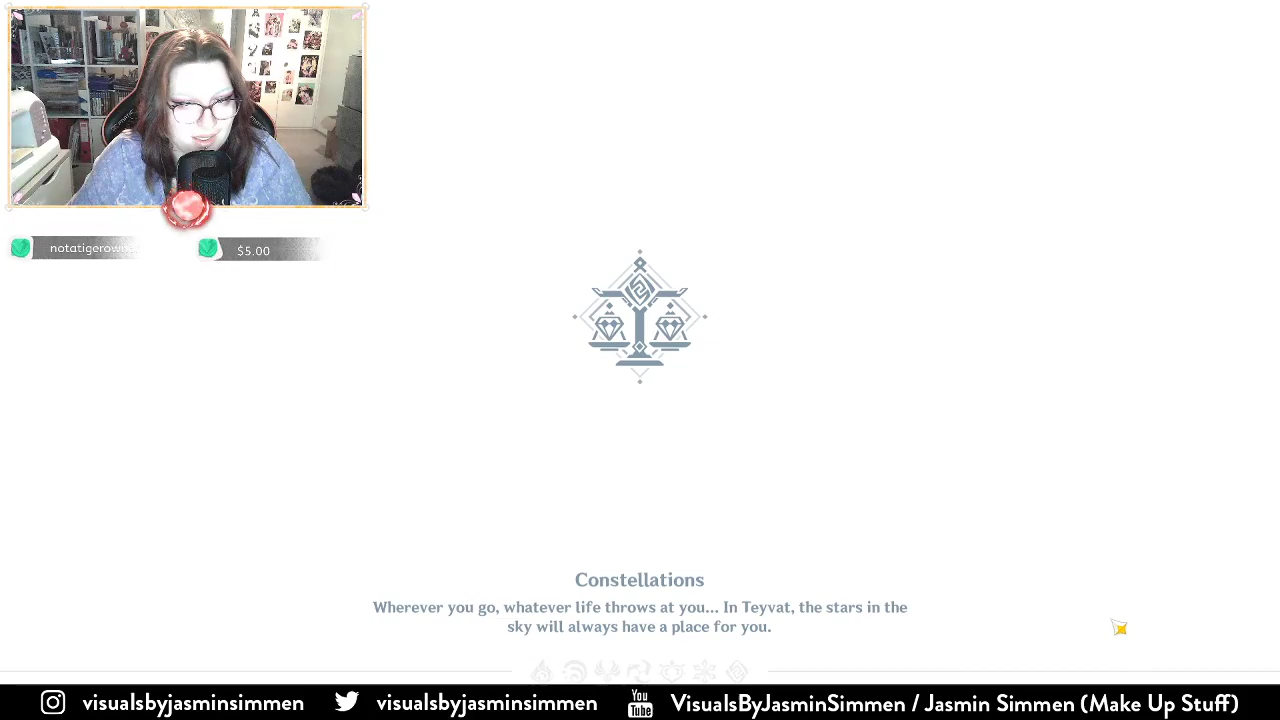 $5.00
Constellations
Wherever you go, whatever life throws at you... In Teyvat, the stars in the
sky will always have a place for you.
visualsbyjasminsimmen
visualsbyjasminsimmen
You
Tube
VisualsByJasminSimmen / Jasmin Simmen (Make Up Stuff)